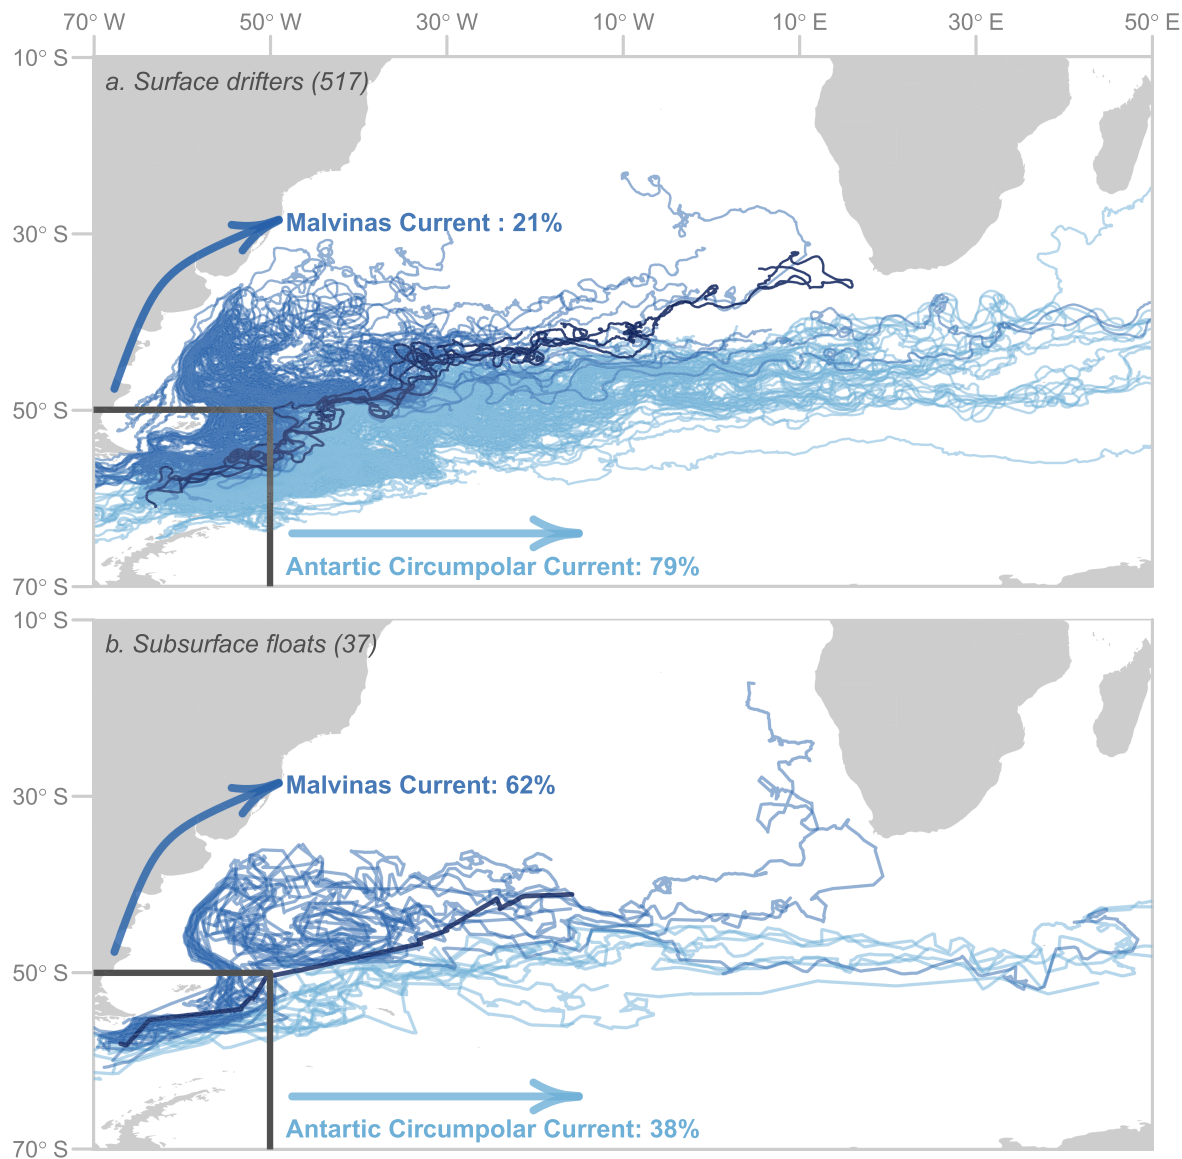 70° W 50° W 30° W 10° W 10° E 30° E 50° E
10° S
a. Surface drifters (517)
30° S
Malvinas Current : 21%
50° S
Antartic Circumpolar Current: 79%
70° S
10° S
b. Subsurface floats (37)
30° S
Malvinas Current: 62%
50° S
Antartic Circumpolar Current: 38%
70° S